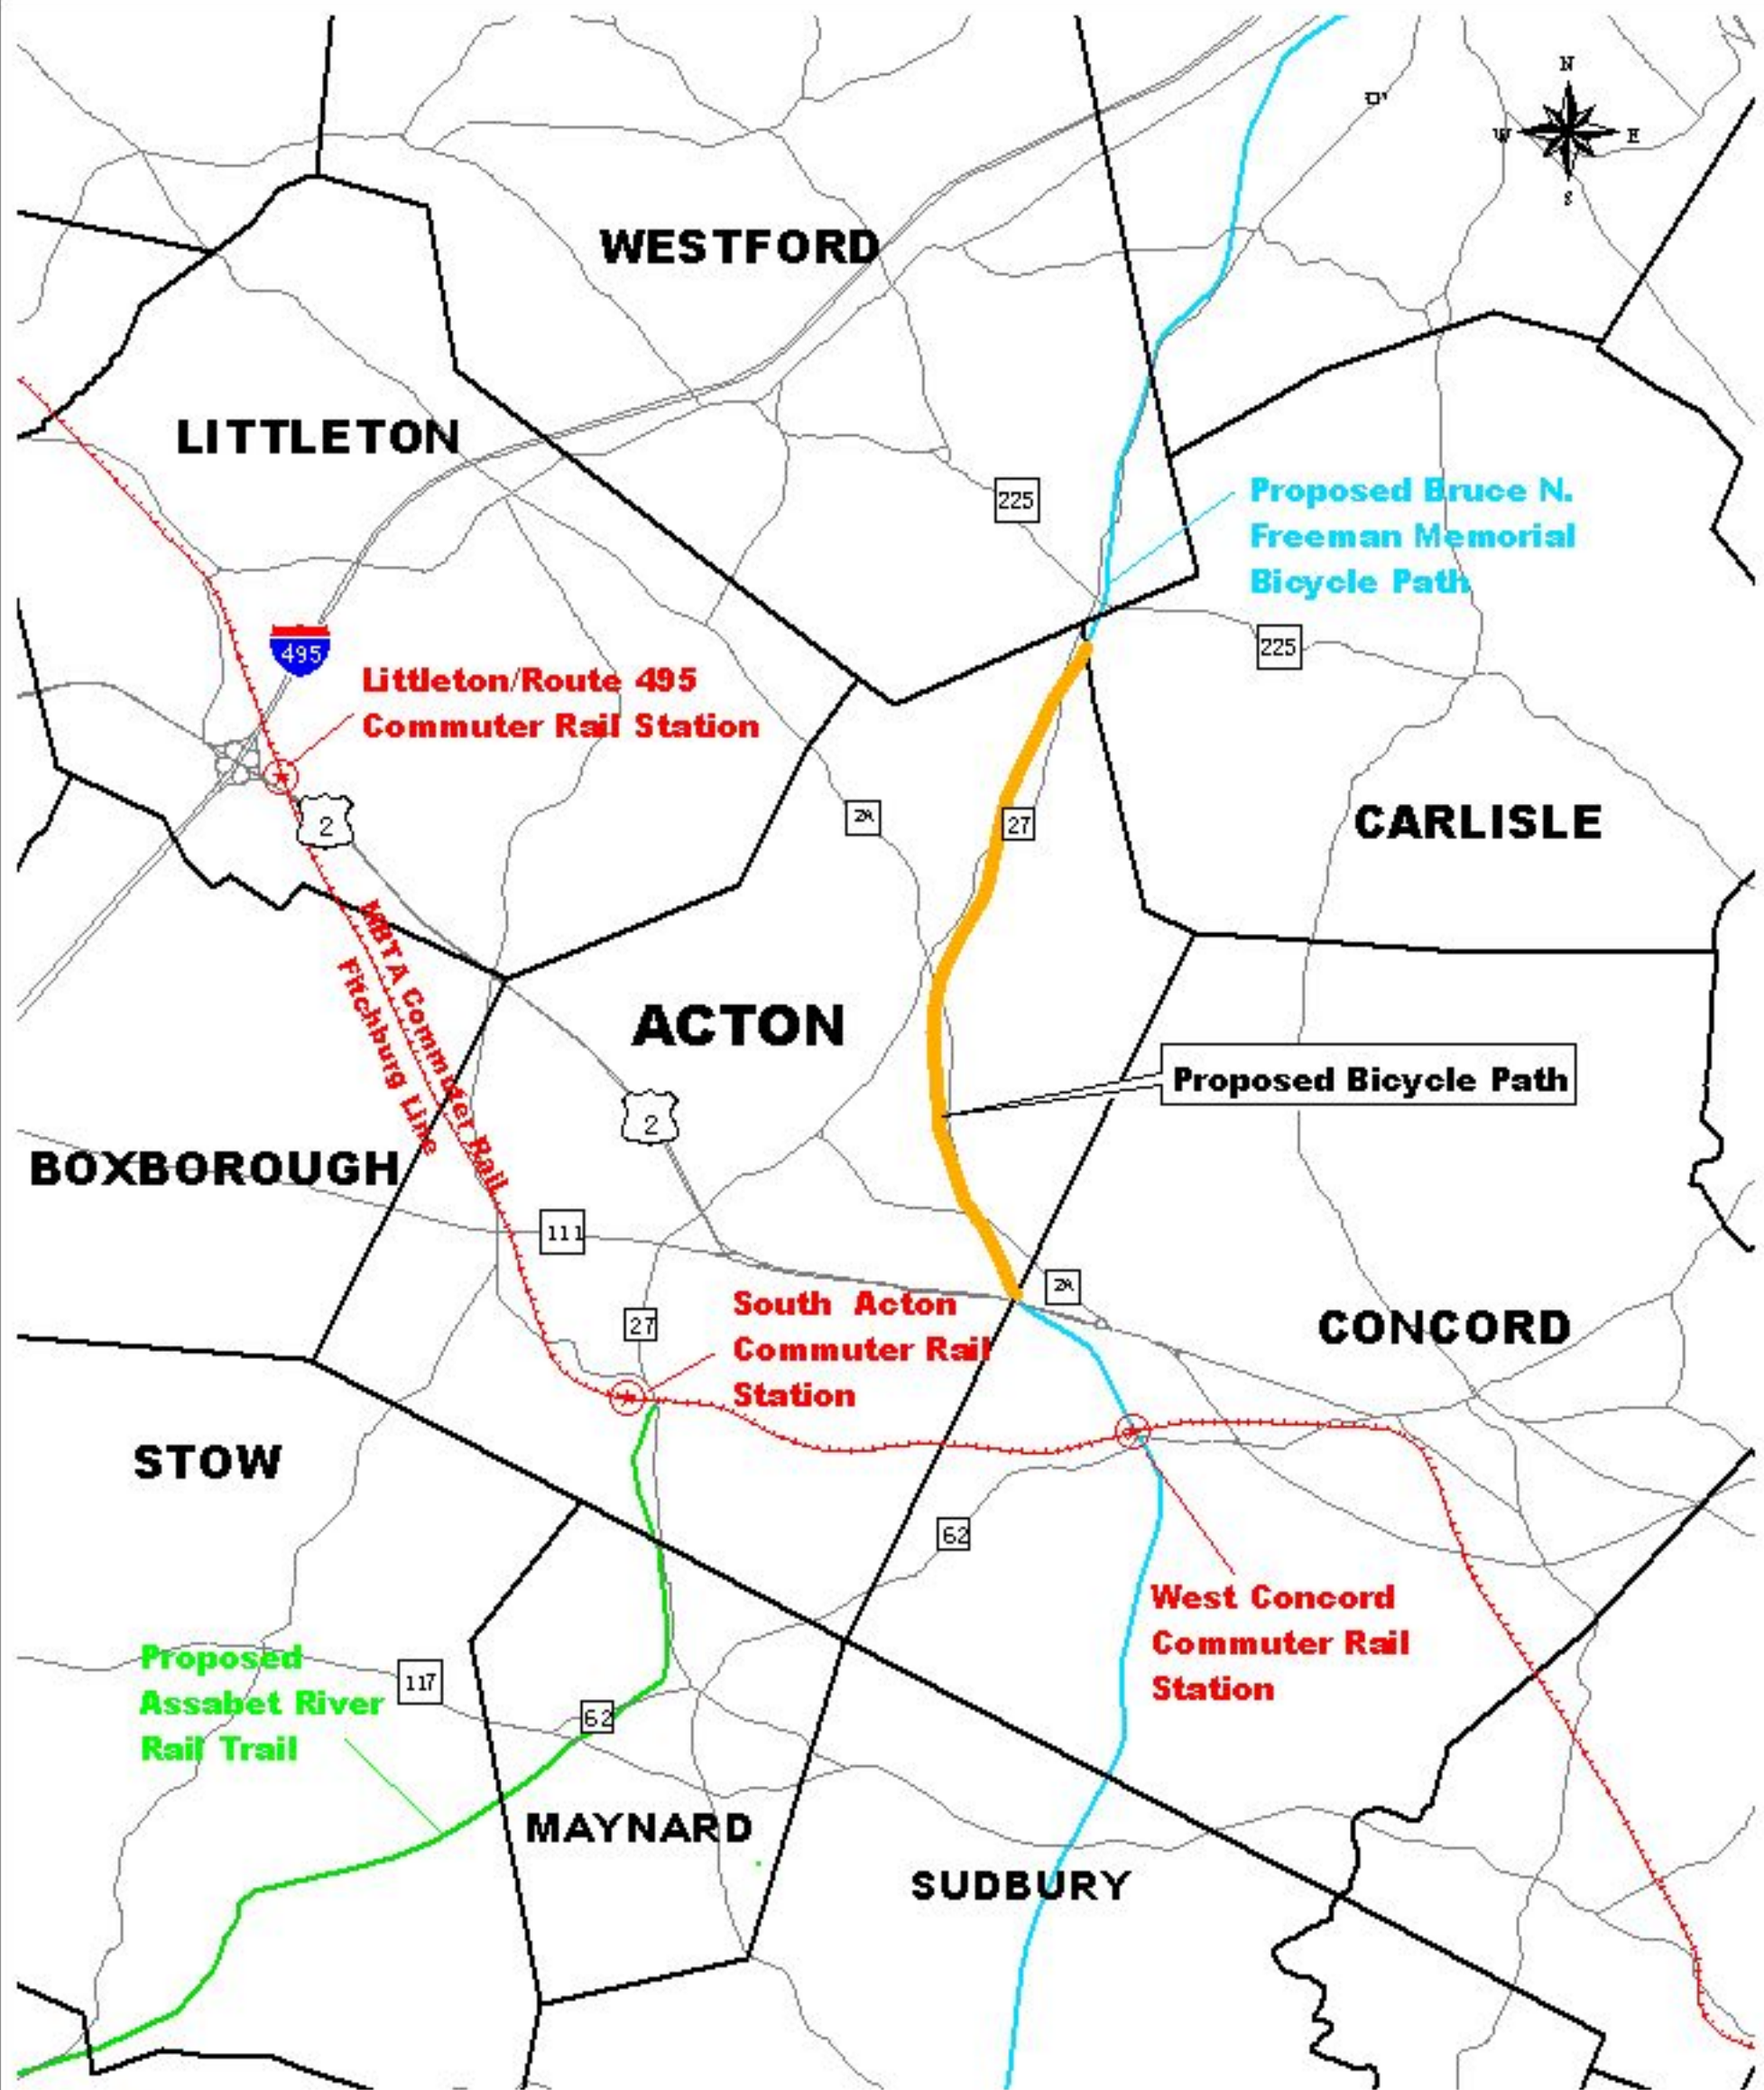 N
W
E
S
WESTFORD
LITTLETON
225
Proposed Bruce N.
Freeman Memorial
Bicycle Path
225
495
Littleton/Route 495
Commuter Rail Station
2
2A
27
CARLISLE
MBTA Commuter Rail
Fitchburg Line
ACTON
Proposed Bicycle Path
2
BOXBOROUGH
111
2A
27
South Acton
Commuter Rail
Station
CONCORD
STOW
62
West Concord
Commuter Rail
Station
Proposed
Assabet River
Rail Trail
117
62
MAYNARD
SUDBURY